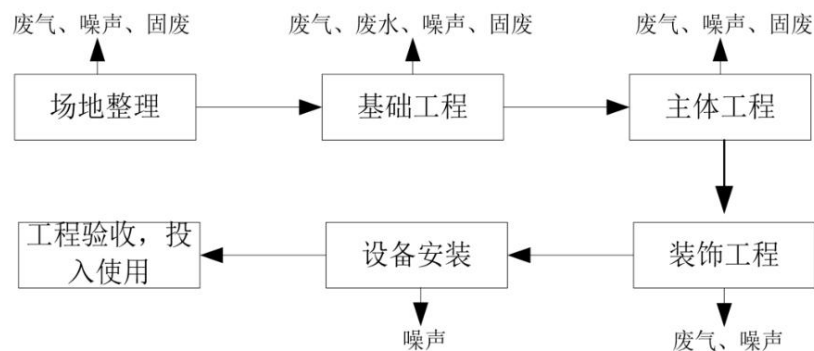 废气、噪声、固废
废气、废水、噪声、固废
废气、噪声、固废
场地整理
基础工程
主体工程
工程验收，投
入使用
设备安装
装饰工程
噪声
废气、噪声